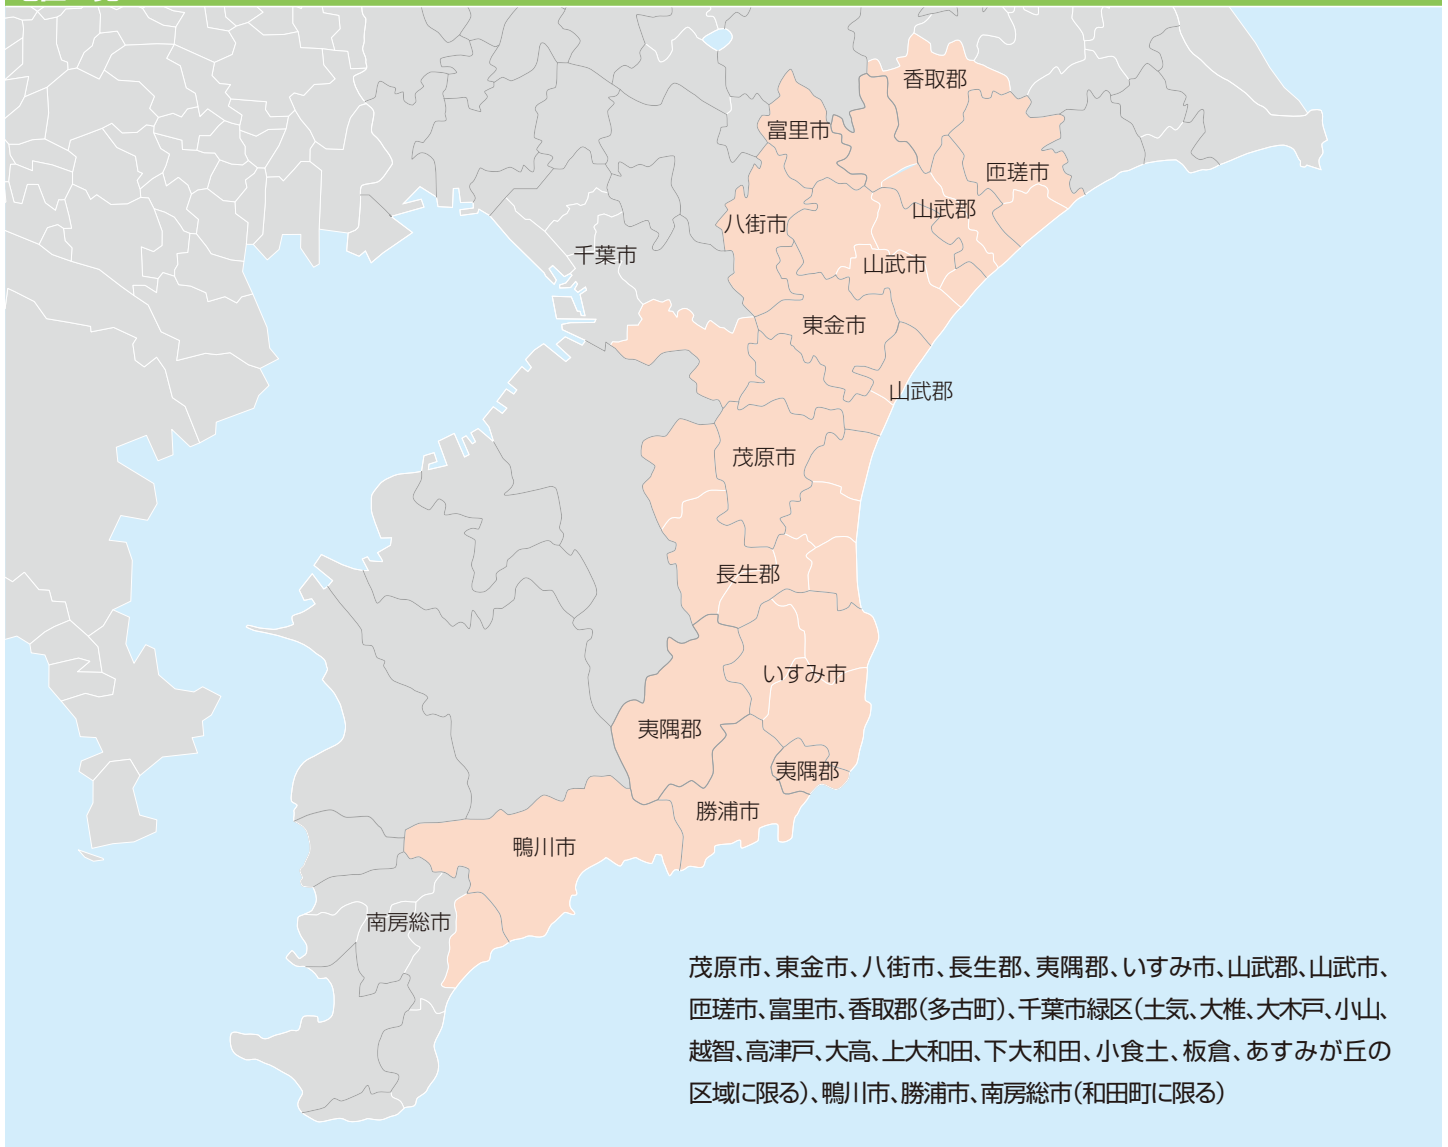 香取郡
富里市
匝瑳市
山武郡
八街市
千葉市
山武市
東金市
山武郡
茂原市
長生郡
いすみ市
夷隅郡
夷隅郡
勝浦市
鴨川市
南房総市
茂原市、東金市、八街市、長生郡、夷隅郡、いすみ市、山武郡、山武市、
匝瑳市、富里市、香取郡(多古町)、千葉市緑区(土気、大椎、大木戸、小山、
越智、高津戸、大高、上大和田、下大和田、小食土、板倉、あすみが丘の
区域に限る)、鴨川市、勝浦市、南房総市(和田町に限る)